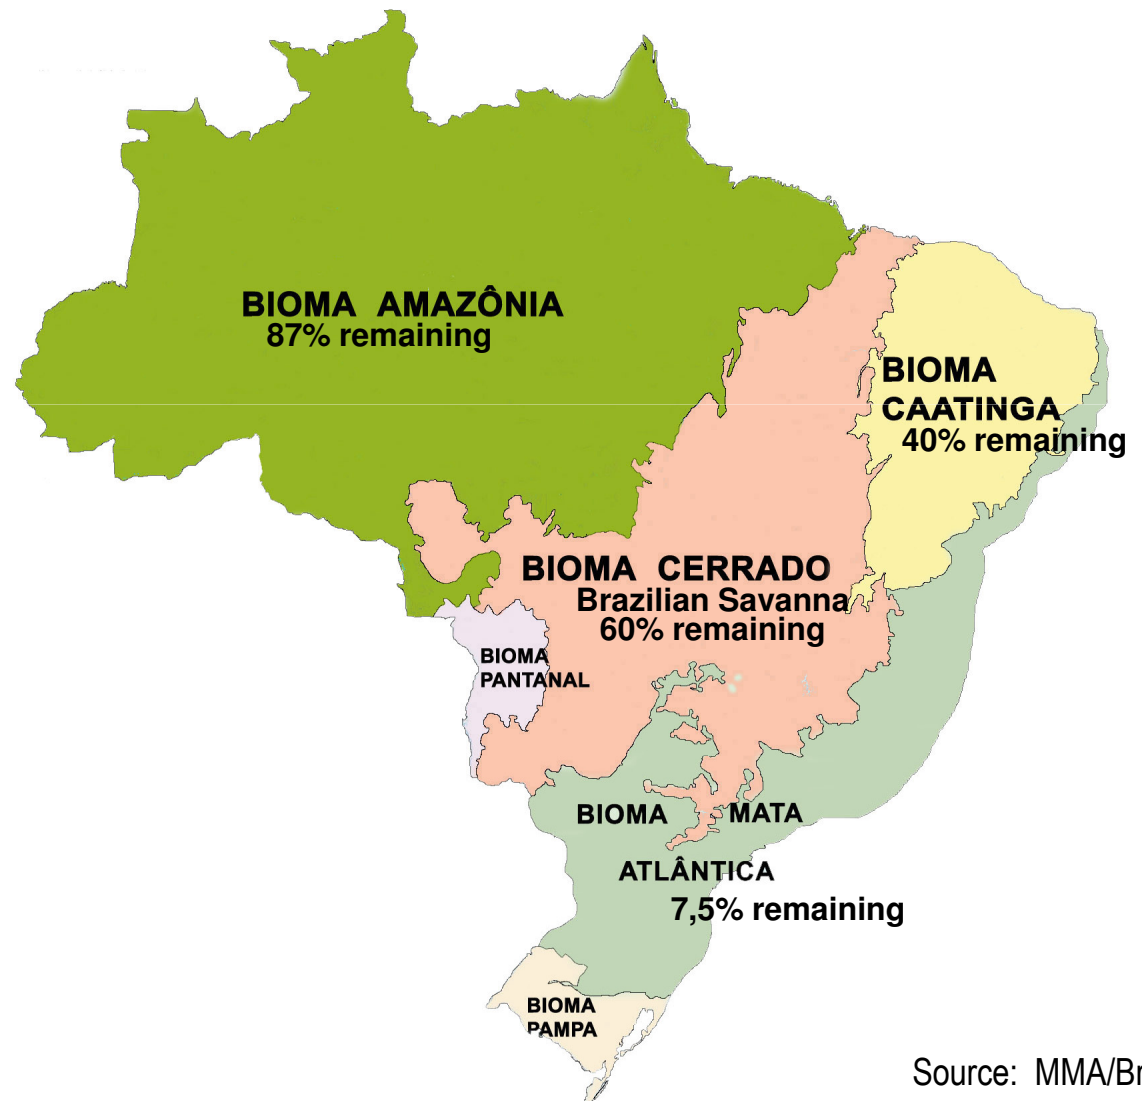 BIOMA AMAZÔNIA
87% remaining
BIOMA
CAATINGA
40% remaining
BIOMA CERRADO
Brazilian Savanna
60% remaining
BIOMA
PANTANAL
BIOMA MATA
ATLÂNTICA
7,5% remaining
BIOMA
PAMPA
Source: MMA/Br